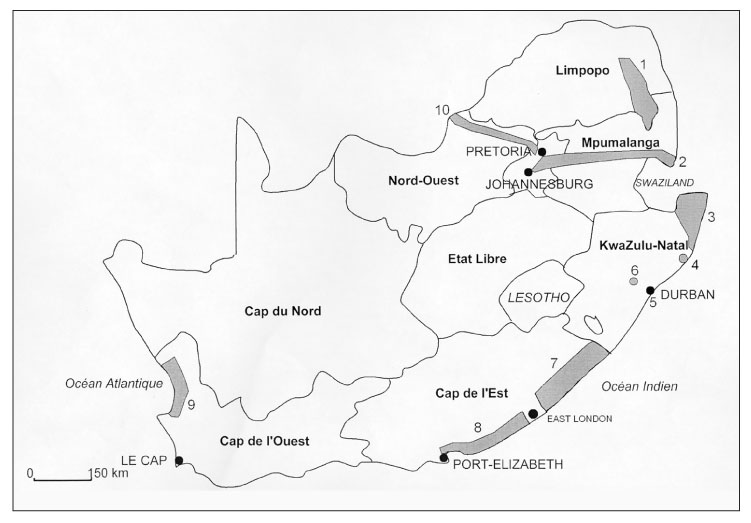 Limpopo
1
10
Mpumalanga
PRETORIA
2
Nord-Ouest
JOHANNESBURG
SWAZILAND
3
KwaZulu-Natal
4
Etat Libre
6
LESOTHO
5
DURBAN
Cap du Nord
7
Océan Atlantique
Cap de l'Est
Océan Indien
9
8
EAST LONDON
Cap de l'Ouest
LE CAP
PORT-ELIZABETH
0 150 km